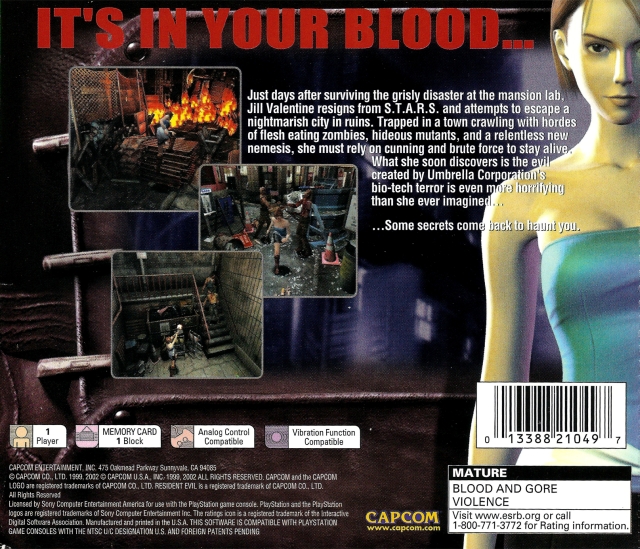 IT'S IN YOUR BLOOD...
Just days after surviving the grisly disaster at the mansion lab,
Jill Valentine resigns from S.T.A.R.S. and attempts to escape a
nightmarish city in ruins. Trapped in a town crawling with hordes
of flesh eating zombies, hideous mutants, and a relentless new
nemesis, she must rely on cunning and brute force to stay alive.
What she soon discovers is the evil
created by Umbrella Corporation's
bio-tech terror is even more horrifying
than she ever imagined...
...Some secrets come back to haunt you.
1
Player
MEMORY CARD
1 Block
Analog Control
Compatible
Vibration Function
Compatible
0 13388 21049 7
CAPCOM ENTERTAINMENT, INC. 475 Oakmead Parkway Sunnyvale, CA 94085
© CAPCOM CO., LTD. 1999, 2002 © CAPCOM U.S.A., INC. 1999, 2002 ALL RIGHTS RESERVED. CAPCOM and the CAPCOM
LOGO are registered trademarks of CAPCOM CO., LTD. RESIDENT EVIL is a registered trademark of CAPCOM CO., LTD.
All Rights Reserved
Licensed by Sony Computer Entertainment America for use with the PlayStation game console. PlayStation and the PlayStation
logos are registered trademarks of Sony Computer Entertainment Inc. The ratings icon is a registered trademark of the Interactive
Digital Software Association. Manufactured and printed in the U.S.A. THIS SOFTWARE IS COMPATIBLE WITH PLAYSTATION
GAME CONSOLES WITH THE NTSC U/C DESIGNATION. U.S. AND FOREIGN PATENTS PENDING
CAPCOM
www.capcom.com
MATURE
BLOOD AND GORE
VIOLENCE
Visit www.esrb.org or call
1-800-771-3772 for Rating information.